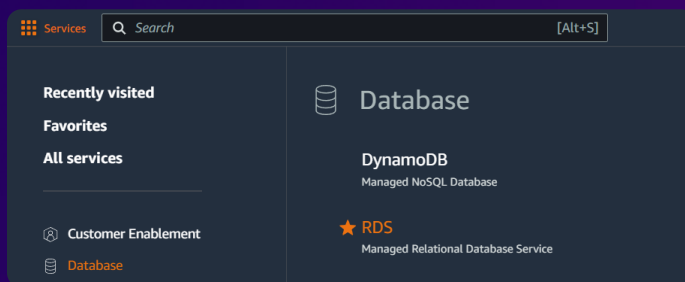 Services
Search
[Alt+S]
Recently visited
Favorites
All services
Customer Enablement
Database
Database
DynamoDB
Managed NoSQL Database
RDS
Managed Relational Database Service